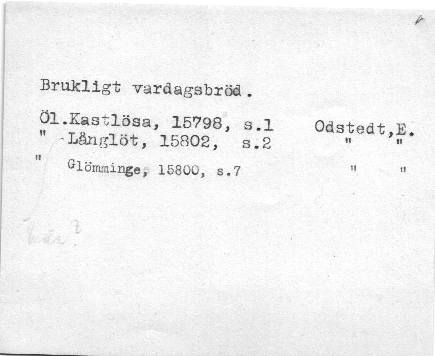 Brukligt vardagsbröd.
Öl.Kastlösa, 15798, s.1 Odstedt,E.
" -Långlöt, 15802, s.2 " "
" Glömminge, 15800, s.7 " "